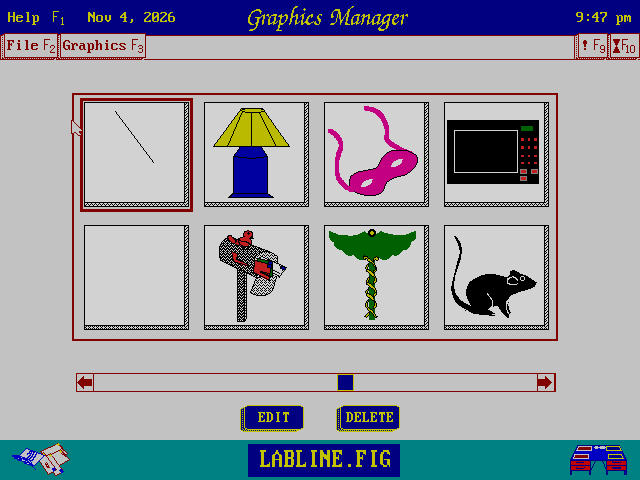 Help F1 Nov 4, 2026 Graphics Manager 9:47 pm
File F2 Graphics F3 ! F9 F10
EDIT DELETE
LABLINE.FIG